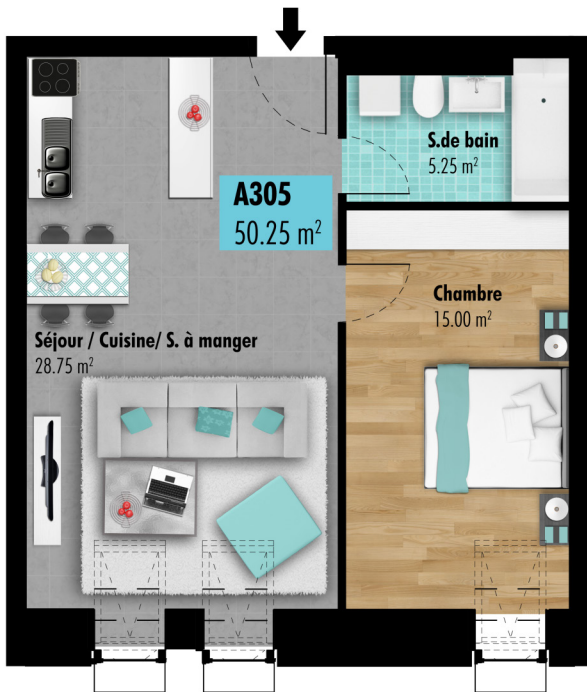 S.de bain
5.25 m²
A305
50.25 m²
Chambre
15.00 m²
Séjour / Cuisine/ S. à manger
28.75 m²